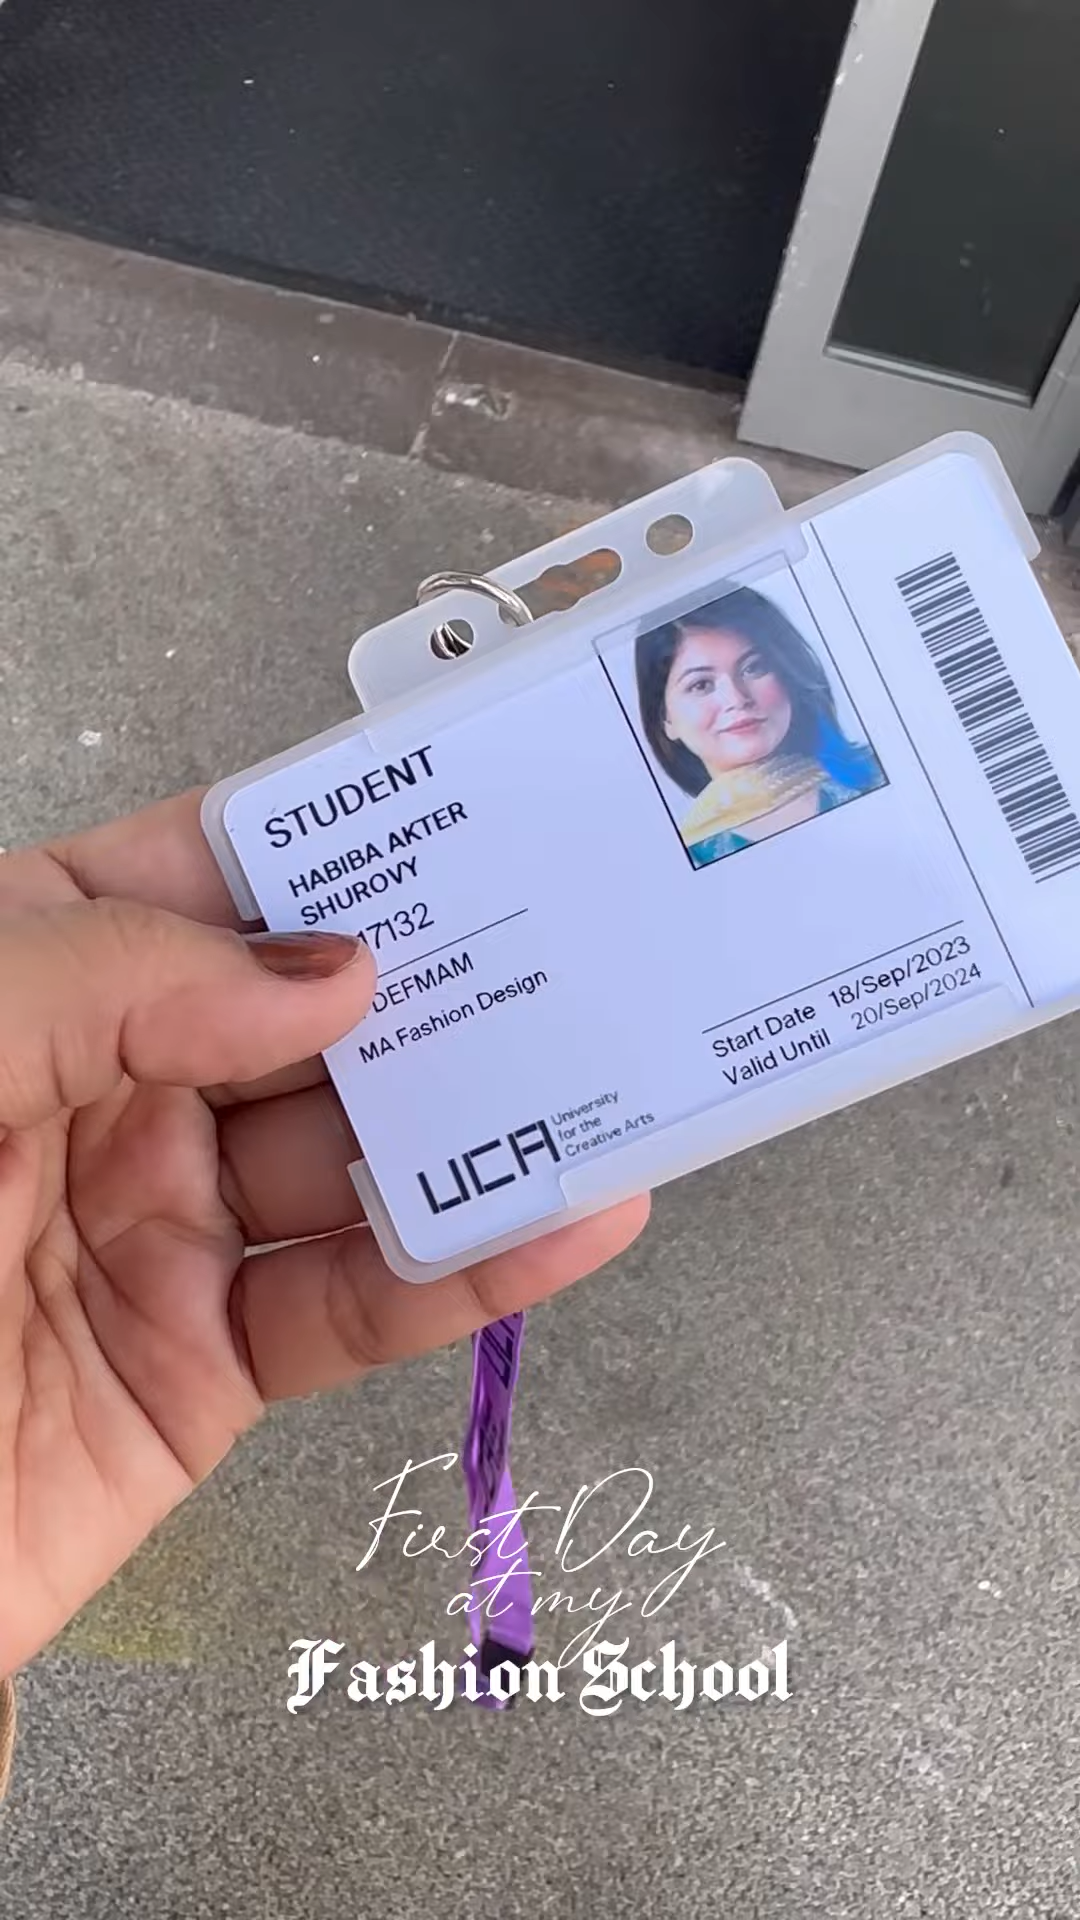 STUDENT
HABIBA AKTER
SHUROVY
17132
DEFMAM
MA Fashion Design
Start Date 18/Sep/2023
Valid Until 20/Sep/2024
UCA
University
for the
Creative Arts
First Day
at my
Fashion School